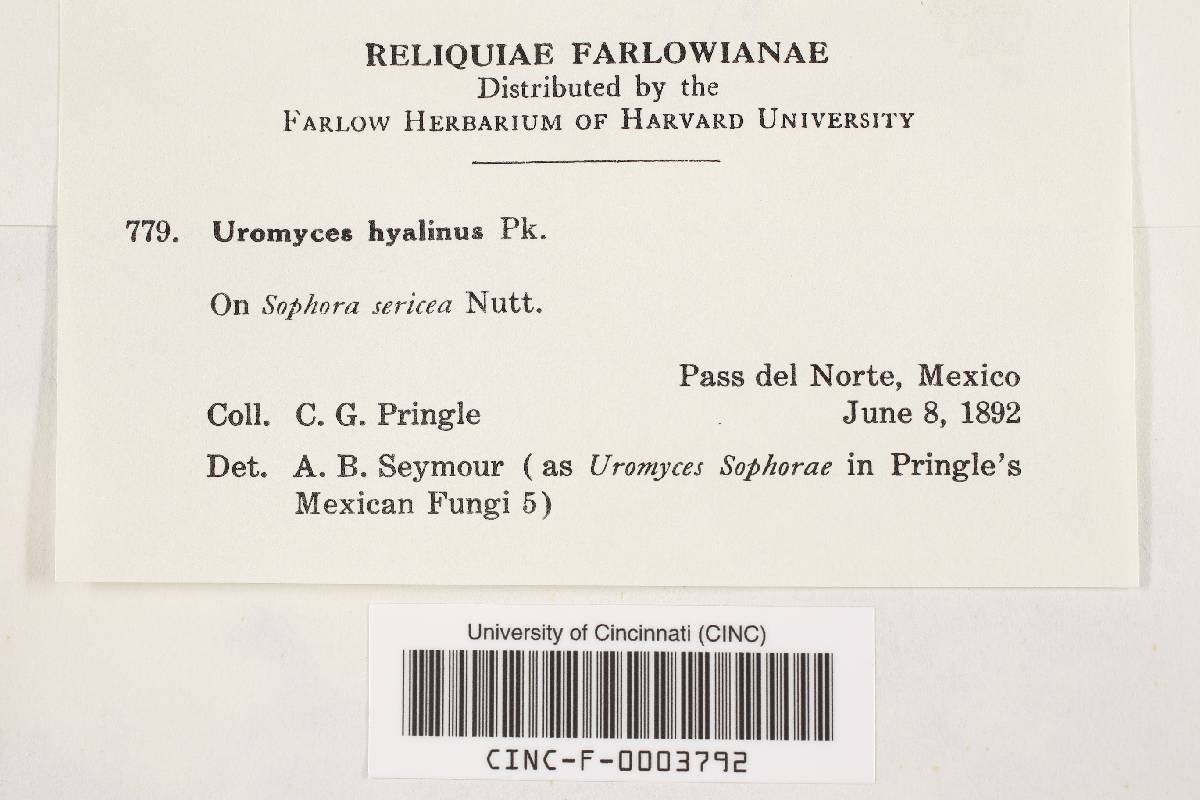 RELIQUIAE FARLOWIANAE
Distributed by the
FARLOW HERBARIUM OF HARVARD UNIVERSITY
779. Uromyces hyalinus Pk.
On Sophora sericea Nutt.
Pass del Norte, Mexico
Coll. C. G. Pringle June 8, 1892
Det. A. B. Seymour (as Uromyces Sophorae in Pringle's
Mexican Fungi 5)
University of Cincinnati (CINC)
CINC-F-0003792